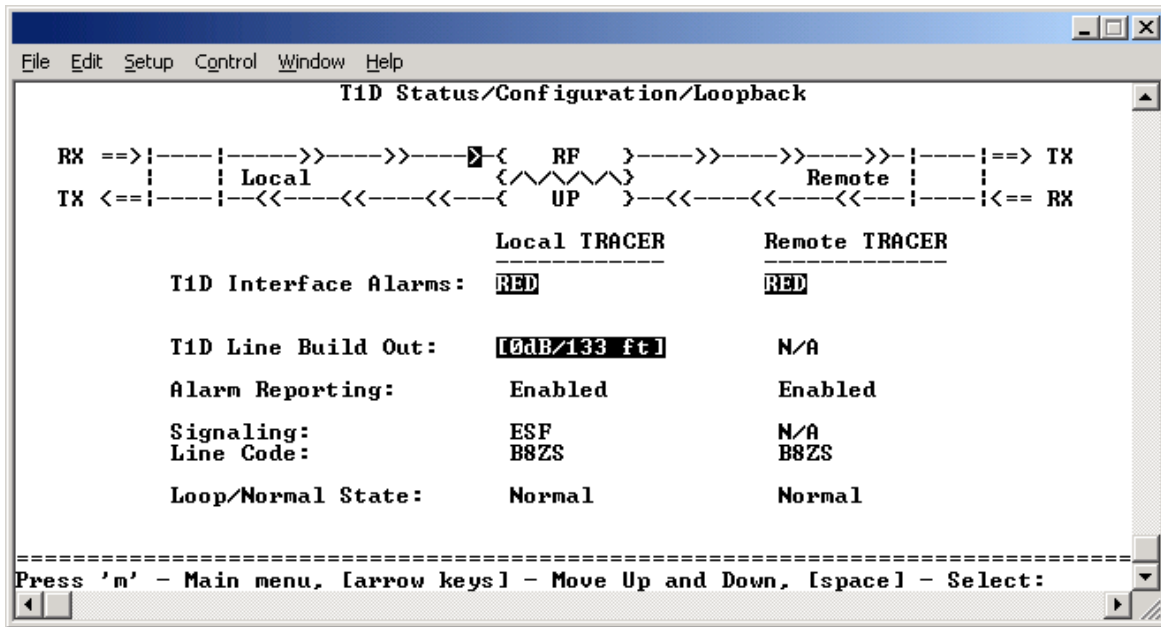 File Edit Setup Control Window Help
T1D Status/Configuration/Loopback
RX ==>|----|----->>---->>----->-{ RF }---->>---->>---->>-|----|==> TX
| | Local {/\/\/\/\} Remote | |
TX <==|----|--<<----<<----<<---{ UP }--<<----<<----<<---|----|<== RX
Local TRACER Remote TRACER
------------ -------------
T1D Interface Alarms: RED RED
T1D Line Build Out: [0dB/133 ft] N/A
Alarm Reporting: Enabled Enabled
Signaling: ESF N/A
Line Code: B8ZS B8ZS
Loop/Normal State: Normal Normal
================================================================================
Press 'm' - Main menu, [arrow keys] - Move Up and Down, [space] - Select: